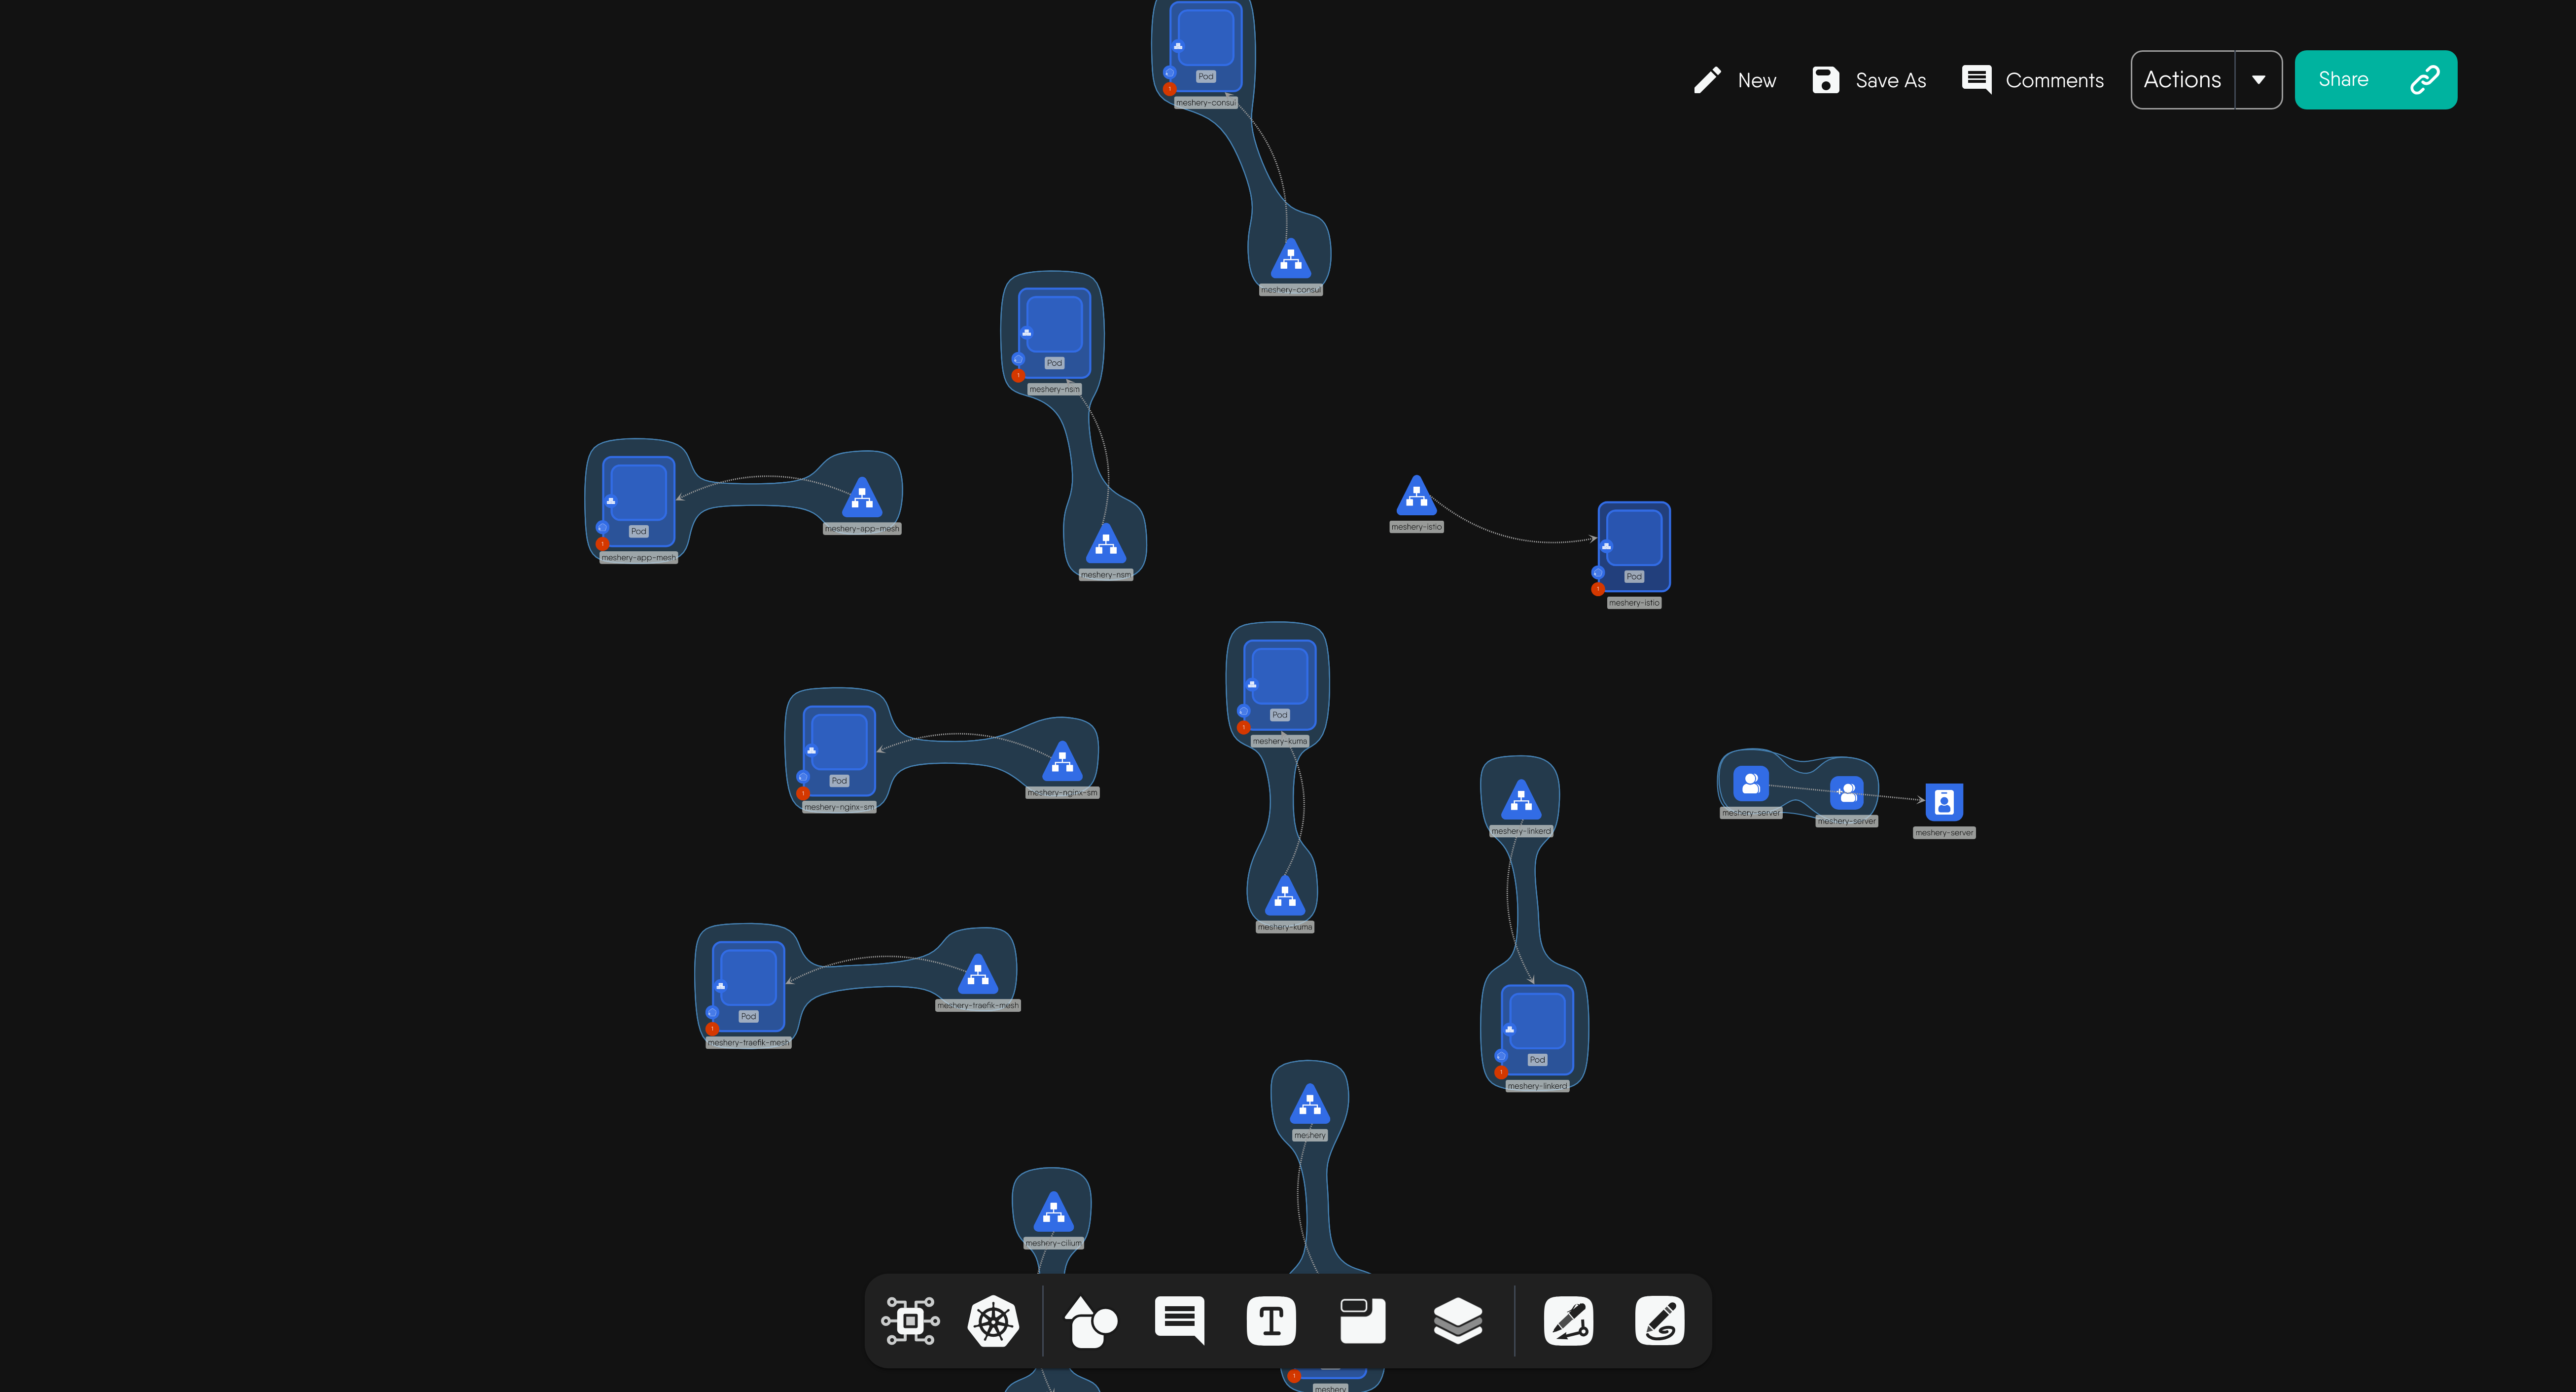 New
Save As
Comments
Actions
Share
Pod
meshery-consul
meshery-consul
Pod
meshery-nsm
meshery-nsm
Pod
meshery-app-mesh
meshery-app-mesh
meshery-istio
Pod
meshery-istio
Pod
meshery-kuma
meshery-kuma
Pod
meshery-nginx-sm
meshery-nginx-sm
meshery-linkerd
Pod
meshery-linkerd
meshery-server
meshery-server
meshery-server
Pod
meshery-traefik-mesh
meshery-traefik-mesh
meshery
meshery-cilium
T
meshery